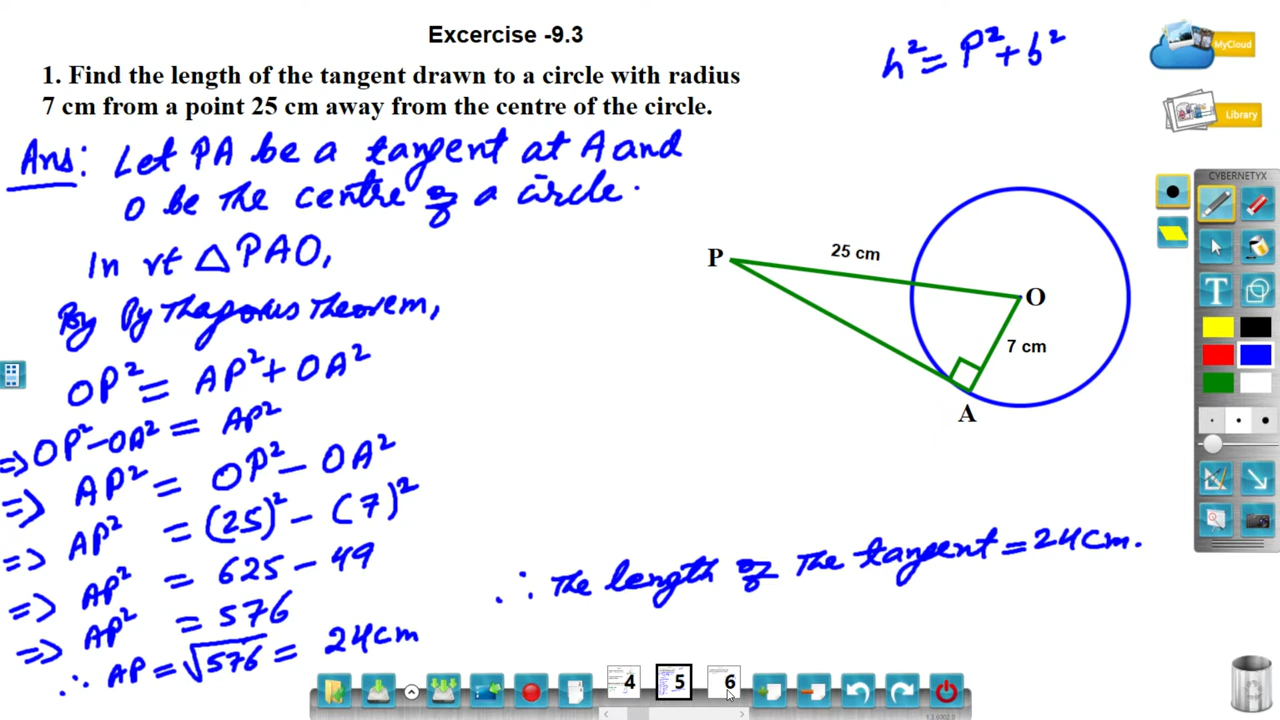 Excercise -9.3
h² = P² + b²
1. Find the length of the tangent drawn to a circle with radius
7 cm from a point 25 cm away from the centre of the circle.
Ans: Let PA be a tangent at A and
O be the centre of a circle.
In rt △PAO,
By Pythagorus Theorem,
OP² = AP² + OA²
⇒ OP² - OA² = AP²
⇒ AP² = OP² - OA²
⇒ AP² = (25)² - (7)²
⇒ AP² = 625 - 49
⇒ AP² = 576
∴ AP = √576 = 24cm
P
25 cm
O
7 cm
A
∴ The length of the tangent = 24cm.
MyCloud
Library
CYBERNETYX
T
4
5
6
1.3.0302.0